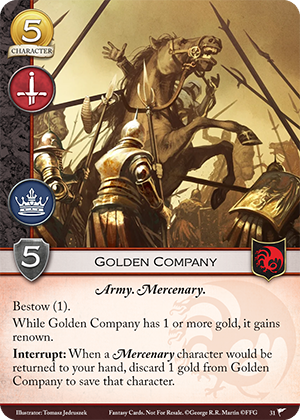 5
CHARACTER
5
GOLDEN COMPANY
Army. Mercenary.
Bestow (1).
While Golden Company has 1 or more gold, it gains
renown.
Interrupt: When a Mercenary character would be
returned to your hand, discard 1 gold from Golden
Company to save that character.
Illustrator: Tomasz Jedruszek Fantasy Cards. Not For Resale. ©George R.R. Martin ©FFG 31